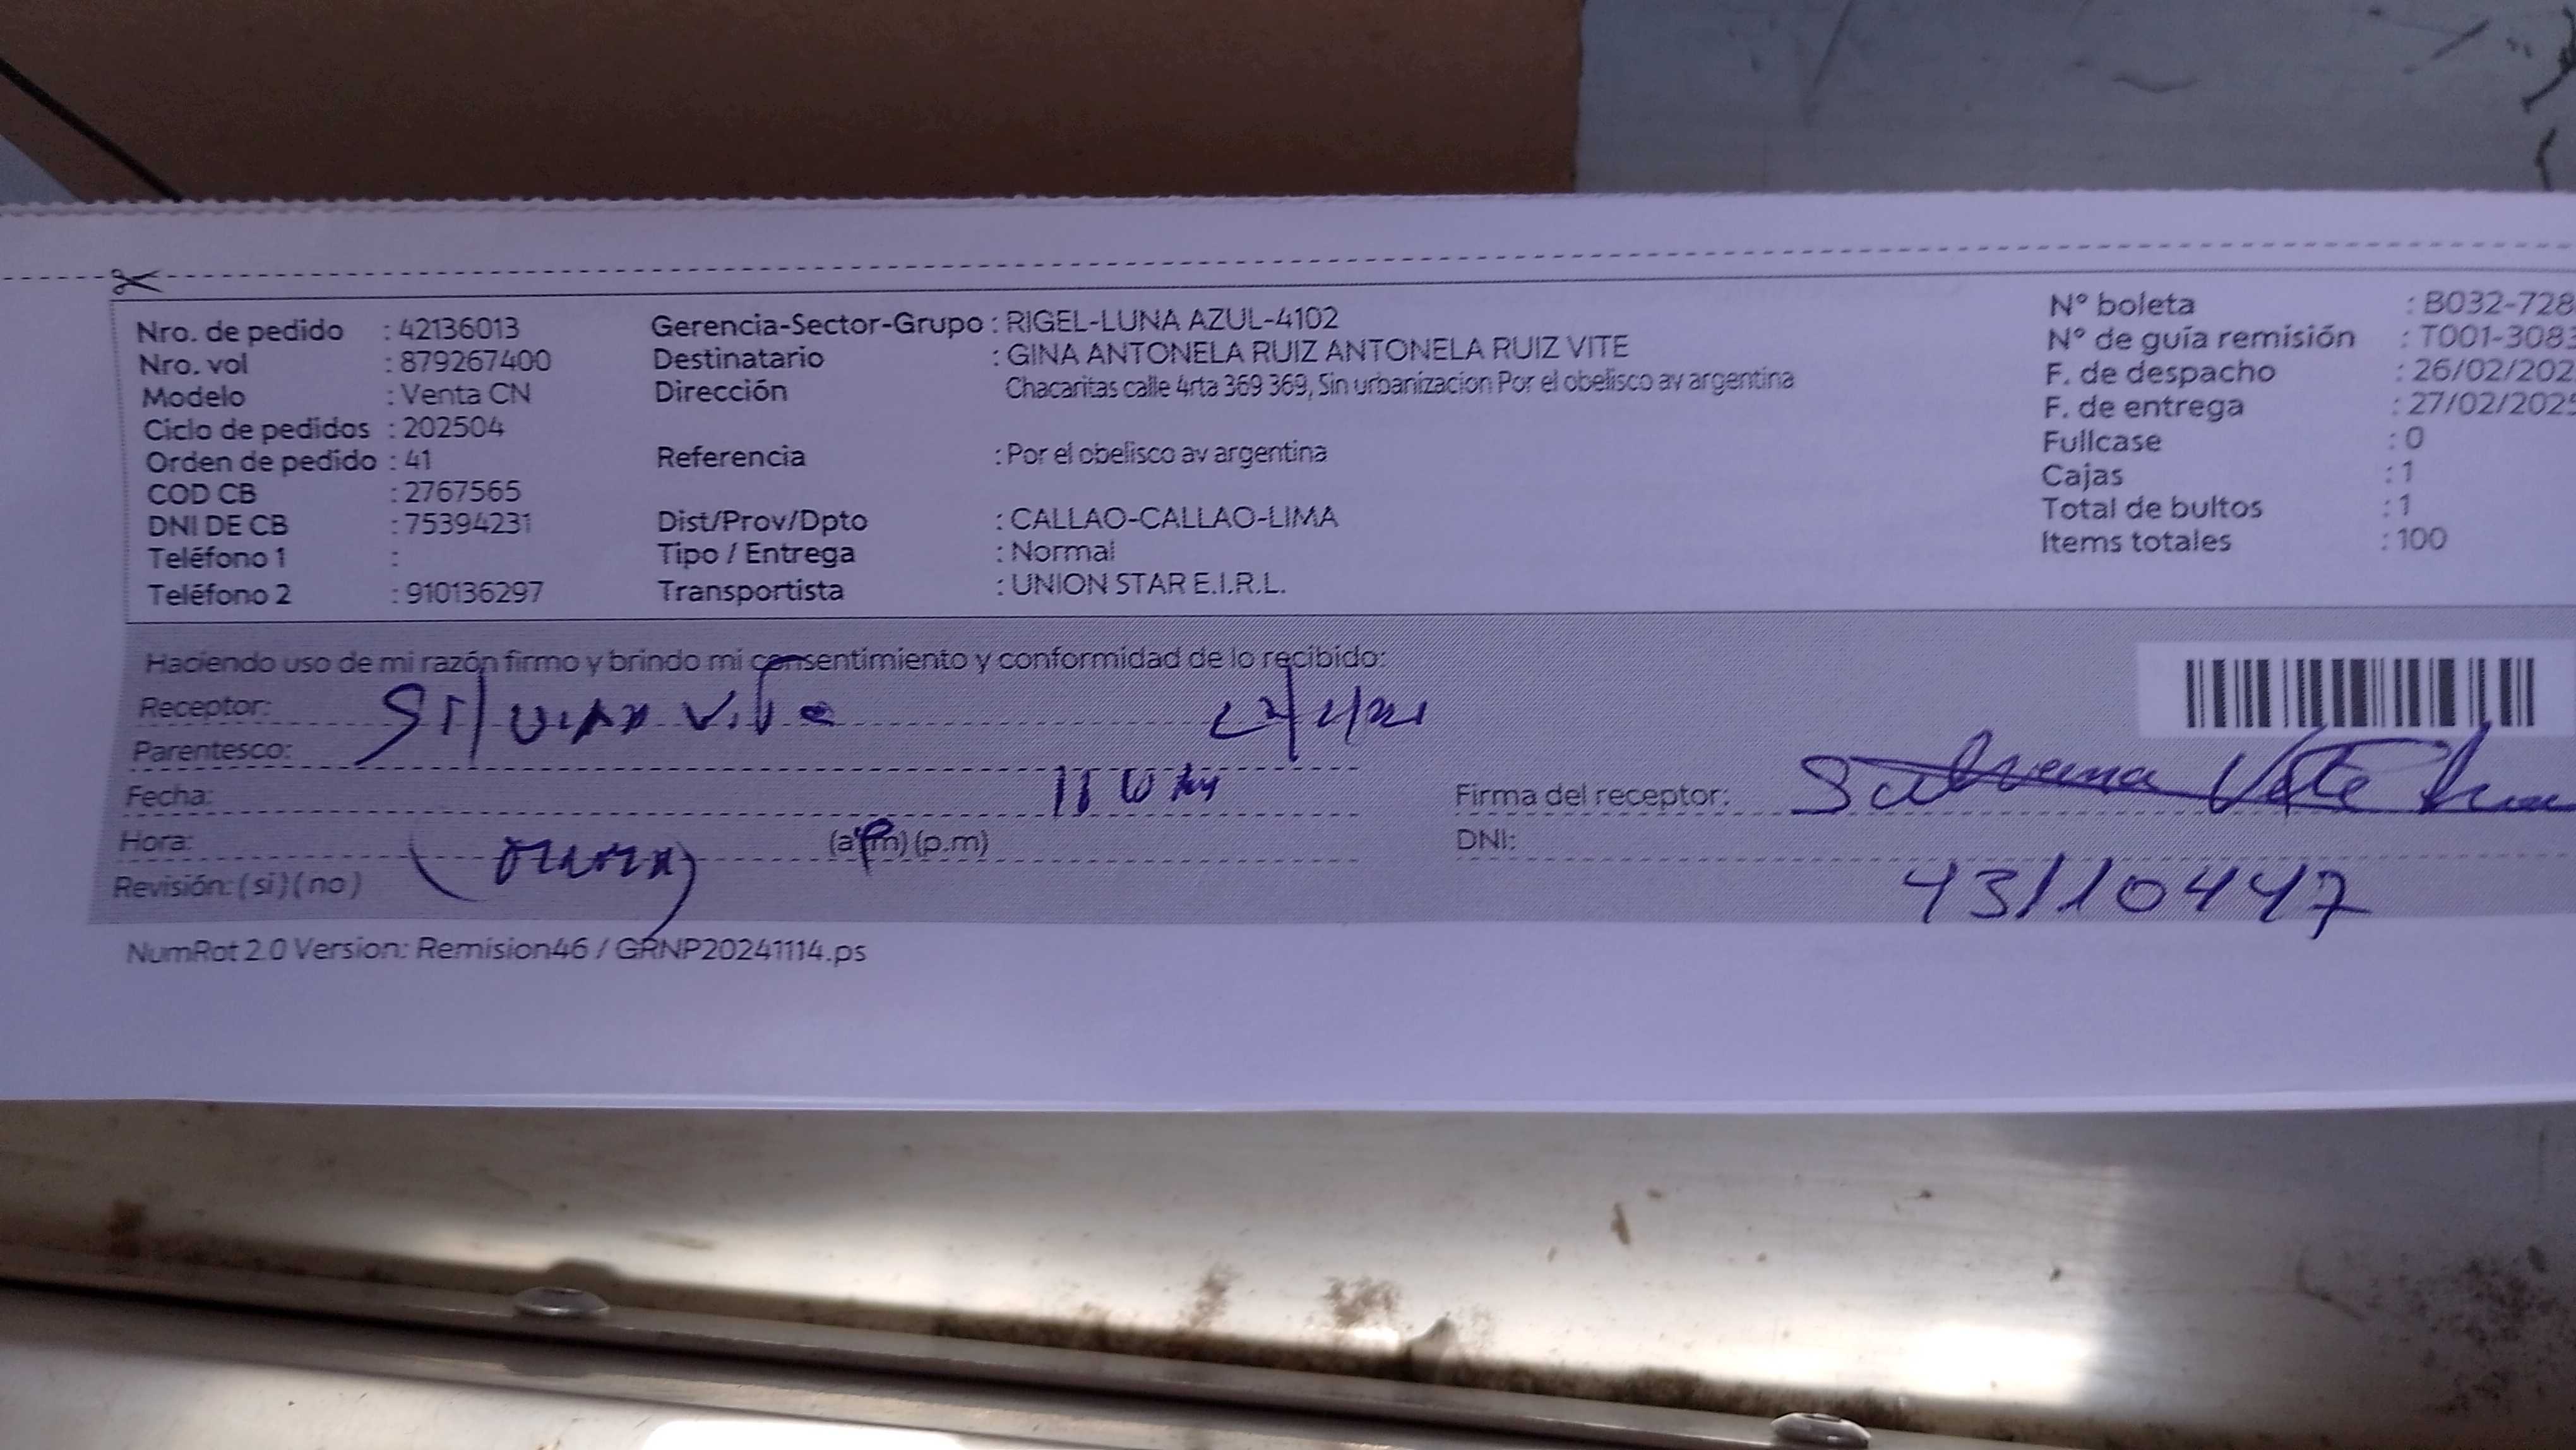 Nro. de pedido : 42136013 Gerencia-Sector-Grupo : RIGEL-LUNA AZUL-4102 N° boleta : B032-728
Nro. vol : 879267400 Destinatario : GINA ANTONELA RUIZ ANTONELA RUIZ VITE N° de guía remisión : T001-3083
Modelo : Venta CN Dirección Chacaritas calle 4rta 369 369, Sin urbanizacion Por el obelisco av argentina F. de despacho : 26/02/202
Ciclo de pedidos : 202504 F. de entrega : 27/02/2025
Orden de pedido : 41 Referencia : Por el obelisco av argentina Fullcase : 0
COD CB : 2767565 Cajas : 1
DNI DE CB : 75394231 Dist/Prov/Dpto : CALLAO-CALLAO-LIMA Total de bultos : 1
Teléfono 1 : Tipo / Entrega : Normal Items totales : 100
Teléfono 2 : 910136297 Transportista : UNION STAR E.I.R.L.
Haciendo uso de mi razón firmo y brindo mi consentimiento y conformidad de lo recibido:
Receptor: Silvana Vite
Parentesco:
Fecha: Firma del receptor: Vite
Hora: (a.m) (p.m) DNI:
Revisión: (si) (no) 43110447
NumRot 2.0 Version: Remision46 / GRNP20241114.ps